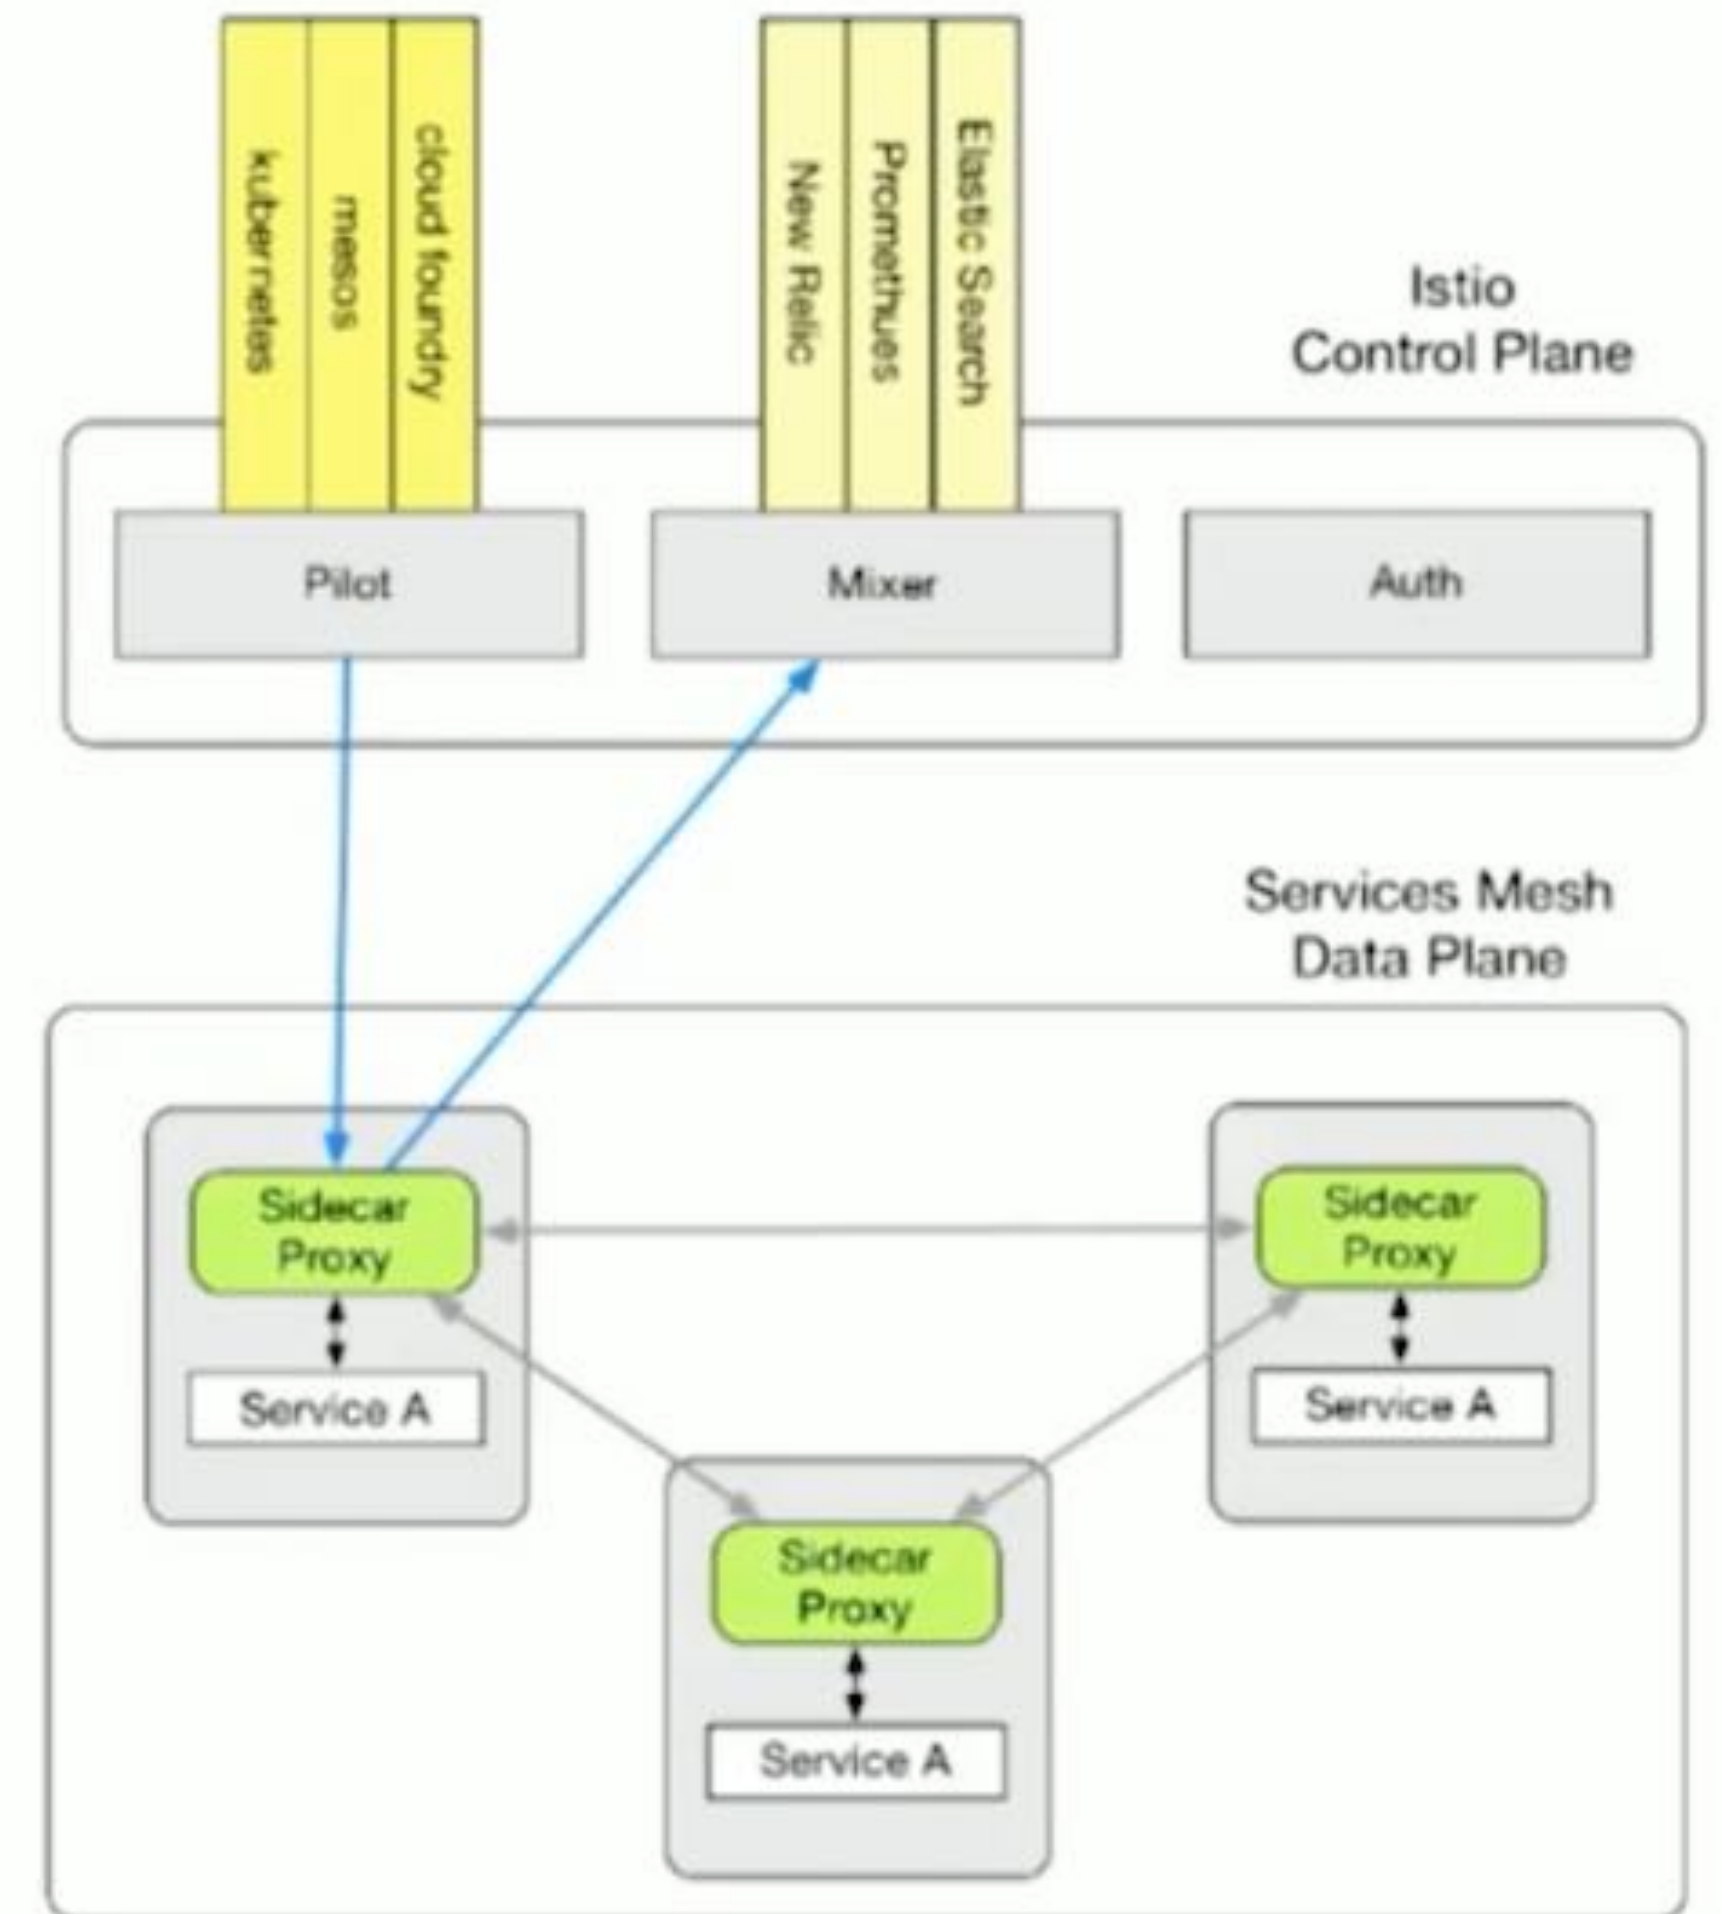 kubernetes
mesos
cloud foundry
New Relic
Promethues
Elastic Search
Istio
Control Plane
Pilot
Mixer
Auth
Services Mesh
Data Plane
Sidecar
Proxy
Service A
Sidecar
Proxy
Service A
Sidecar
Proxy
Service A